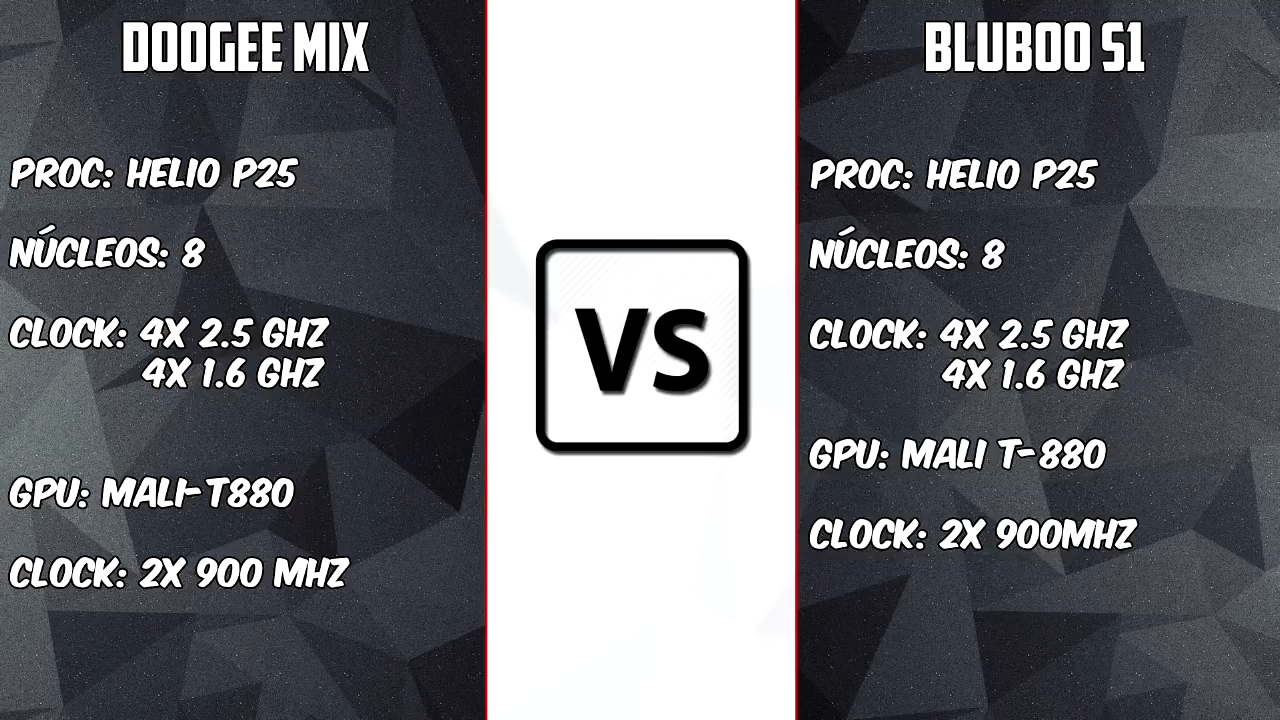 DOOGEE MIX
PROC: HELIO P25
NÚCLEOS: 8
CLOCK: 4X 2.5 GHZ
4X 1.6 GHZ
GPU: MALI-T880
CLOCK: 2X 900 MHZ
VS
BLUBOO S1
PROC: HELIO P25
NÚCLEOS: 8
CLOCK: 4X 2.5 GHZ
4X 1.6 GHZ
GPU: MALI T-880
CLOCK: 2X 900MHZ